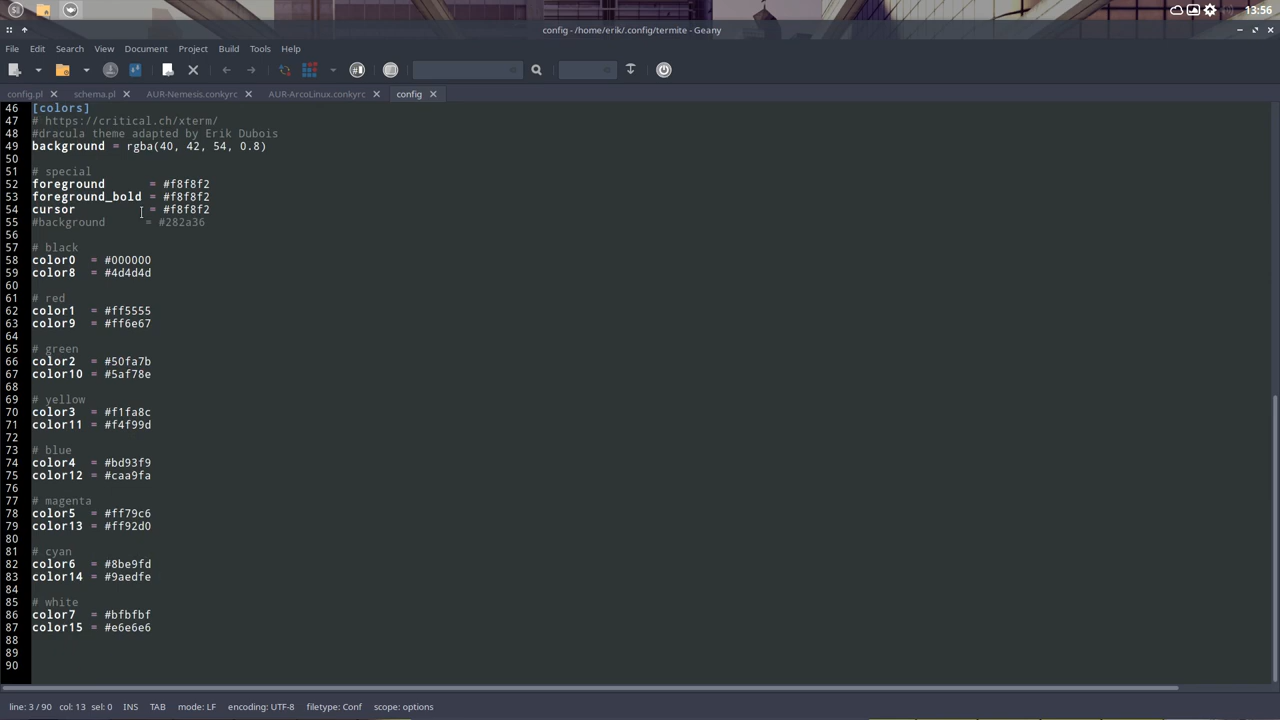 13:56
config - /home/erik/.config/termite - Geany
File Edit Search View Document Project Build Tools Help
config.pl schema.pl AUR-Nemesis.conkyrc AUR-ArcoLinux.conkyrc config
46 [colors]
47 # https://critical.ch/xterm/
48 #dracula theme adapted by Erik Dubois
49 background = rgba(40, 42, 54, 0.8)
50
51 # special
52 foreground = #f8f8f2
53 foreground_bold = #f8f8f2
54 cursor = #f8f8f2
55 #background = #282a36
56
57 # black
58 color0 = #000000
59 color8 = #4d4d4d
60
61 # red
62 color1 = #ff5555
63 color9 = #ff6e67
64
65 # green
66 color2 = #50fa7b
67 color10 = #5af78e
68
69 # yellow
70 color3 = #f1fa8c
71 color11 = #f4f99d
72
73 # blue
74 color4 = #bd93f9
75 color12 = #caa9fa
76
77 # magenta
78 color5 = #ff79c6
79 color13 = #ff92d0
80
81 # cyan
82 color6 = #8be9fd
83 color14 = #9aedfe
84
85 # white
86 color7 = #bfbfbf
87 color15 = #e6e6e6
88
89
90
line: 3 / 90 col: 13 sel: 0 INS TAB mode: LF encoding: UTF-8 filetype: Conf scope: options